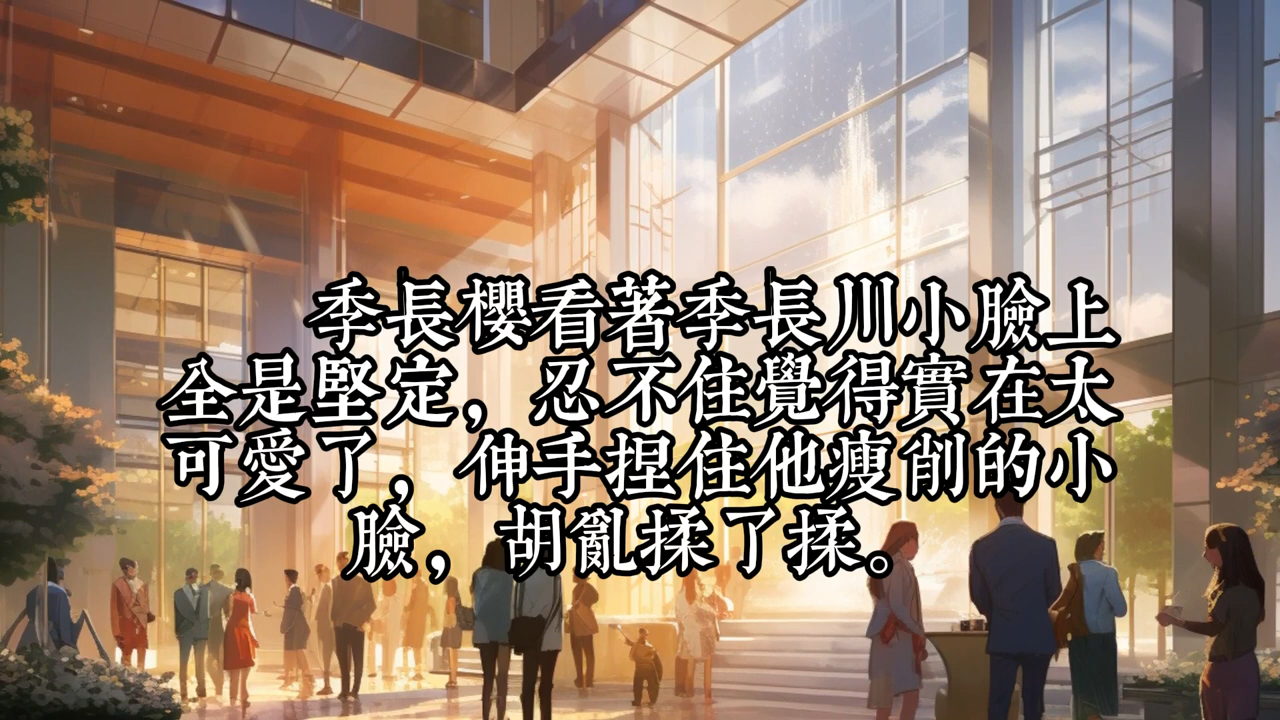 季長櫻看著季長川小臉上
全是堅定，忍不住覺得實在太
可愛了，伸手捏住他瘦削的小
臉，胡亂揉了揉。